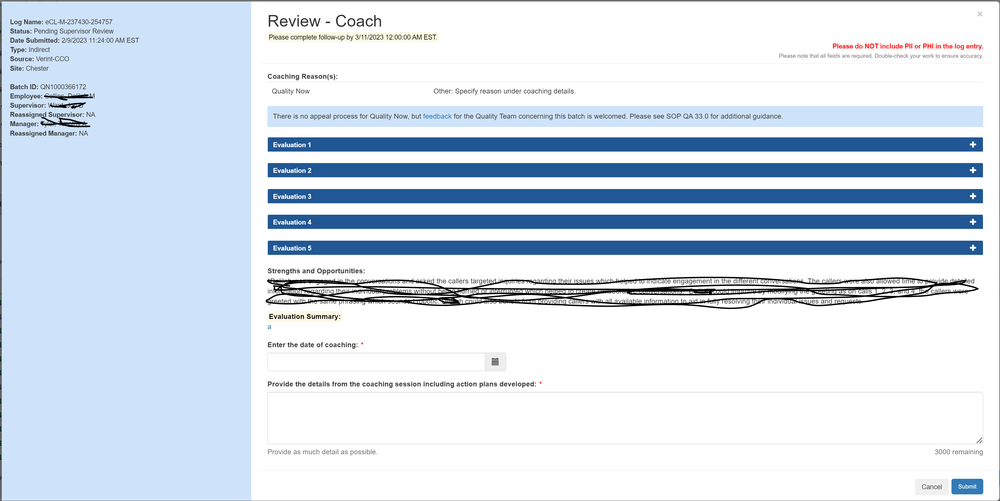 Log Name: eCL-M-237430-254757
Status: Pending Supervisor Review
Date Submitted: 2/9/2023 11:24:00 AM EST
Type: Indirect
Source: Verint-CCO
Site: Chester
Batch ID: QN1000366172
Employee:
Supervisor:
Reassigned Supervisor: NA
Manager:
Reassigned Manager: NA
Review - Coach
×
Please complete follow-up by 3/11/2023 12:00:00 AM EST.
Please do NOT include PII or PHI in the log entry.
Please note that all fields are required. Double-check your work to ensure accuracy.
Coaching Reason(s):
Quality Now Other: Specify reason under coaching details.
There is no appeal process for Quality Now, but feedback for the Quality Team concerning this batch is welcomed. Please see SOP QA 33.0 for additional guidance.
Evaluation 1
Evaluation 2
Evaluation 3
Evaluation 4
Evaluation 5
Strengths and Opportunities:
was engaged in the conversations and asked the callers targeted inquiries regarding their issues which helped to indicate engagement in the different conversations. The callers were also allowed time to provide detailed
information regarding their individual problems without being hurried or interrupted which helped to create collaborative conversations. could improve by modifying the greeting as on calls 1, 2, 3, and 4, the callers were
greeted with the same phrasing which sounded robotic. could also benefit from providing callers with all available information to aid in fully resolving their individual issues and requests.
Evaluation Summary:
a
Enter the date of coaching: *
Provide the details from the coaching session including action plans developed: *
Provide as much detail as possible.
3000 remaining
Cancel
Submit